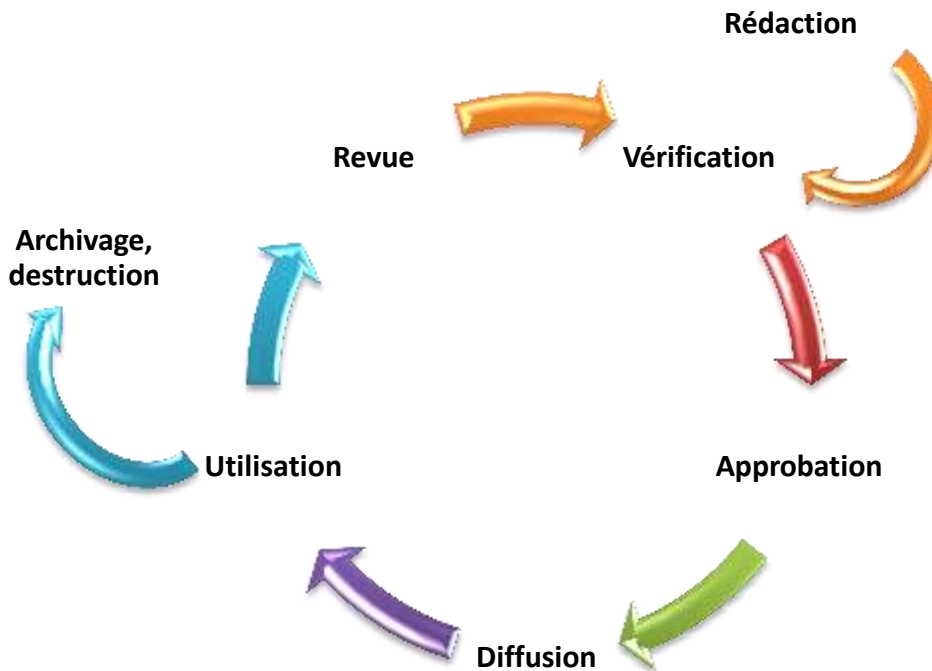 Rédaction
Revue
Vérification
Archivage,
destruction
Utilisation
Approbation
Diffusion